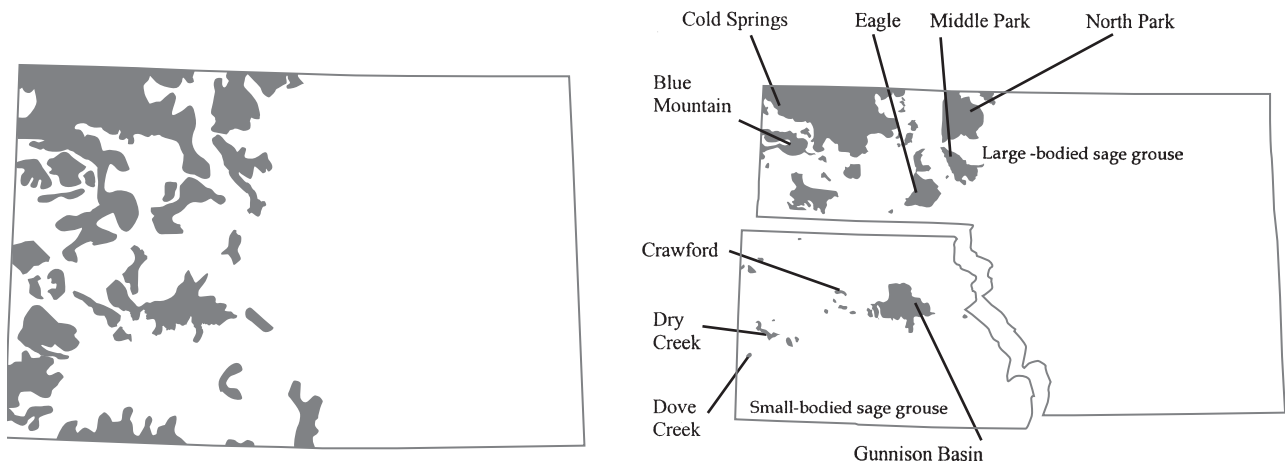 Cold Springs
Eagle
Middle Park
North Park
Blue
Mountain
Large -bodied sage grouse
Crawford
Dry
Creek
Dove
Creek
Small-bodied sage grouse
Gunnison Basin